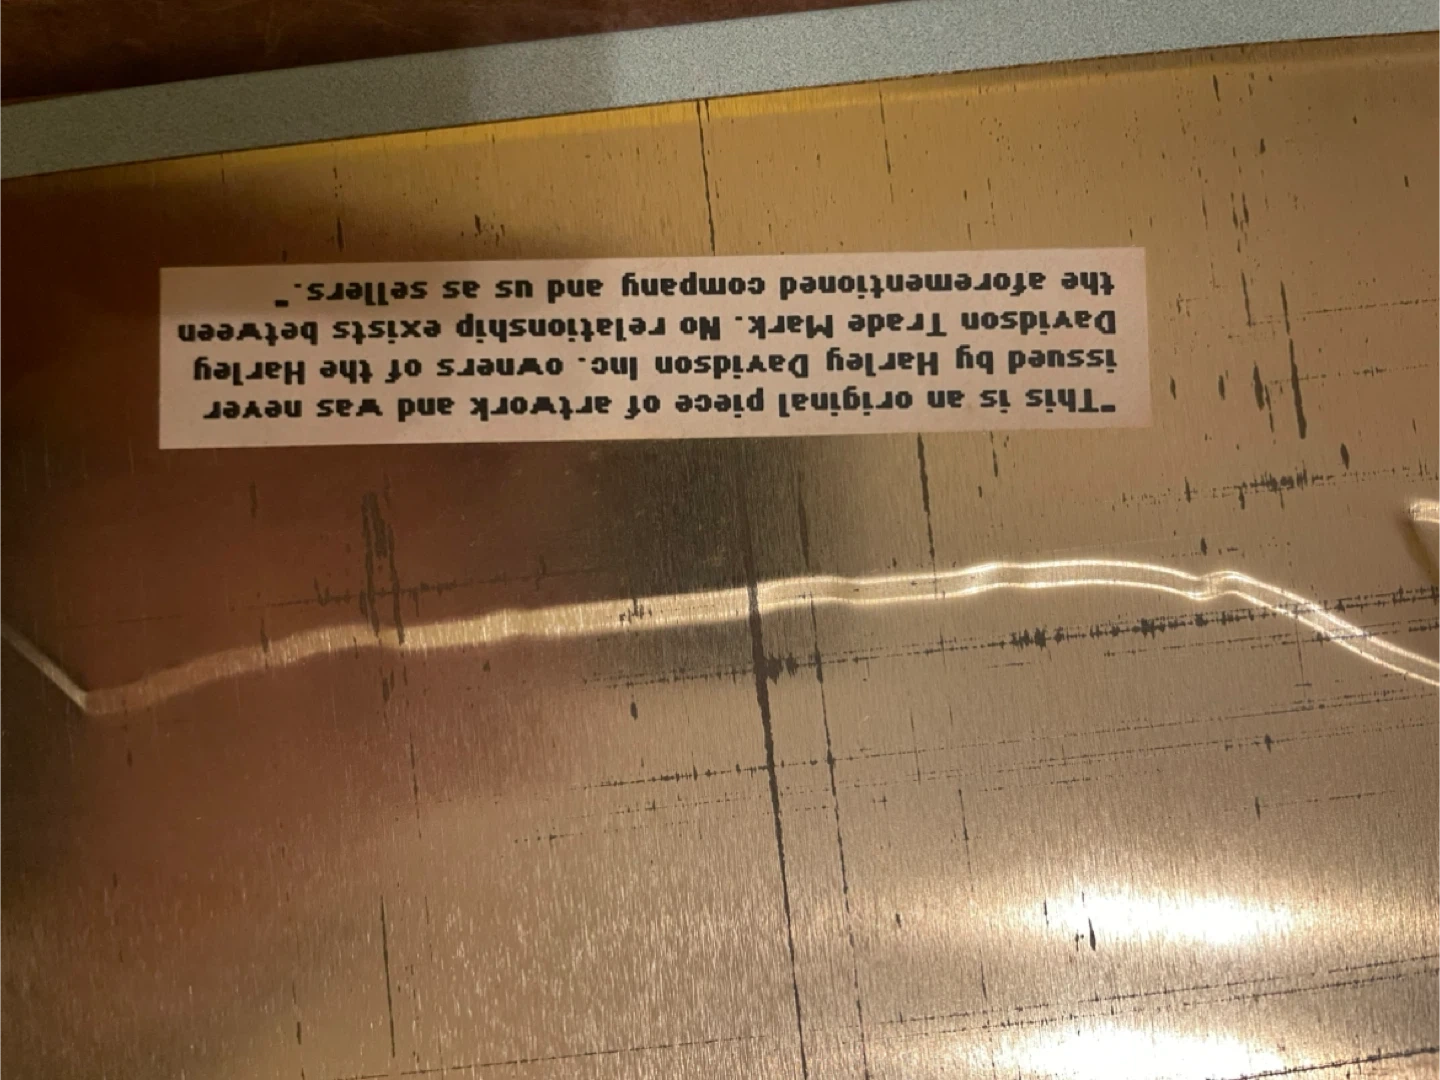 "This is an original piece of artwork and was never
issued by Harley Davidson Inc. owners of the Harley
Davidson Trade Mark. No relationship exists between
the aforementioned company and us as sellers."